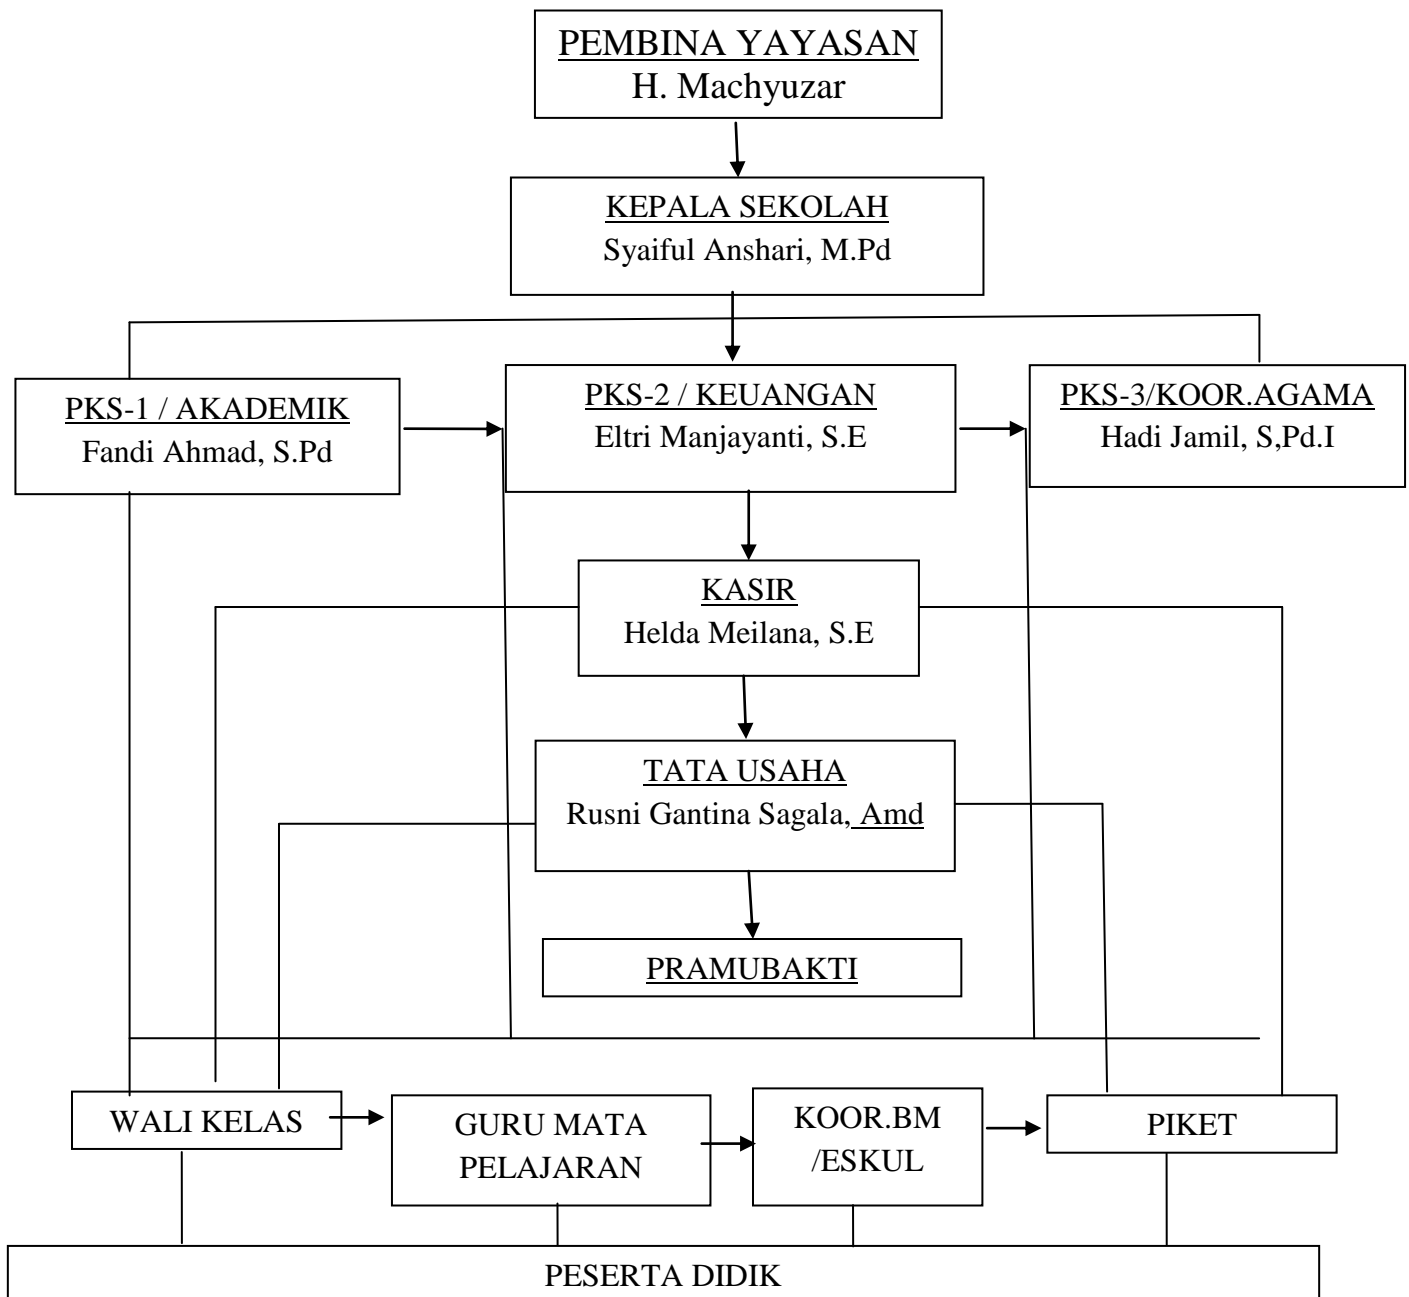 PEMBINA YAYASAN
H. Machyuzar
KEPALA SEKOLAH
Syaiful Anshari, M.Pd
PKS-1 / AKADEMIK
Fandi Ahmad, S.Pd
PKS-2 / KEUANGAN
Eltri Manjayanti, S.E
PKS-3/KOOR.AGAMA
Hadi Jamil, S,Pd.I
KASIR
Helda Meilana, S.E
TATA USAHA
Rusni Gantina Sagala, Amd
PRAMUBAKTI
WALI KELAS
GURU MATA
PELAJARAN
KOOR.BM
/ESKUL
PIKET
PESERTA DIDIK